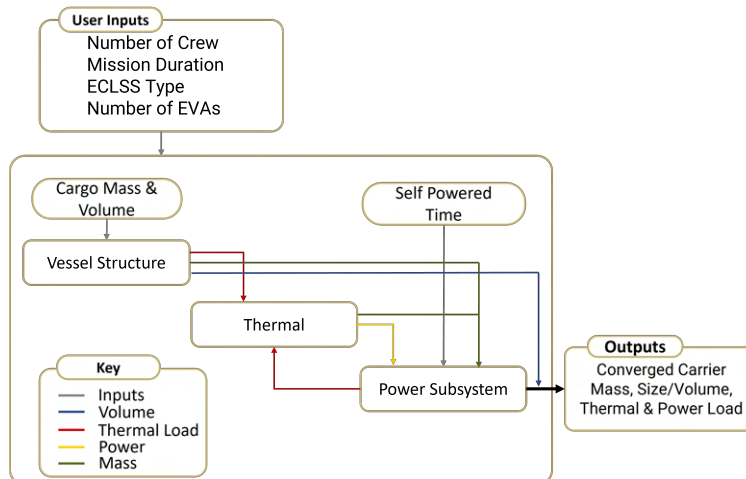 User Inputs
Number of Crew
Mission Duration
ECLSS Type
Number of EVAs
Cargo Mass &
Volume
Self Powered
Time
Vessel Structure
Thermal
Power Subsystem
Key
Inputs
Volume
Thermal Load
Power
Mass
Outputs
Converged Carrier
Mass, Size/Volume,
Thermal & Power Load